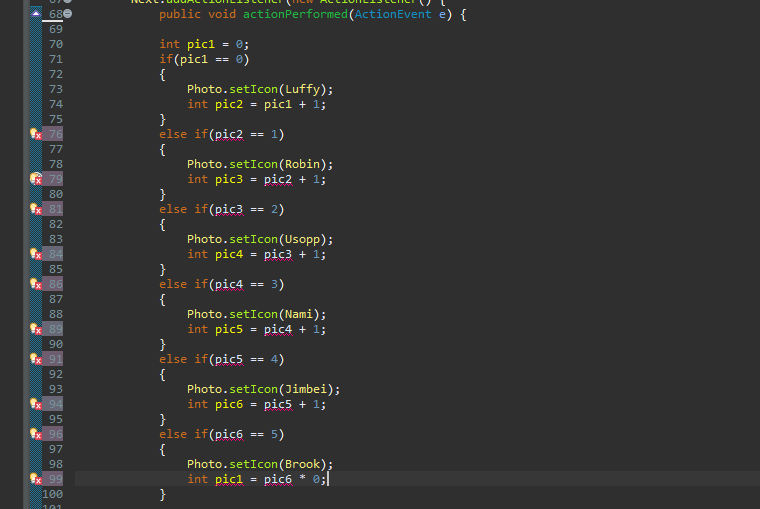 67 Next.addActionListener(new ActionListener() {
68 public void actionPerformed(ActionEvent e) {
69
70 int pic1 = 0;
71 if(pic1 == 0)
72 {
73 Photo.setIcon(Luffy);
74 int pic2 = pic1 + 1;
75 }
76 else if(pic2 == 1)
77 {
78 Photo.setIcon(Robin);
79 int pic3 = pic2 + 1;
80 }
81 else if(pic3 == 2)
82 {
83 Photo.setIcon(Usopp);
84 int pic4 = pic3 + 1;
85 }
86 else if(pic4 == 3)
87 {
88 Photo.setIcon(Nami);
89 int pic5 = pic4 + 1;
90 }
91 else if(pic5 == 4)
92 {
93 Photo.setIcon(Jimbei);
94 int pic6 = pic5 + 1;
95 }
96 else if(pic6 == 5)
97 {
98 Photo.setIcon(Brook);
99 int pic1 = pic6 * 0;
100 }
101